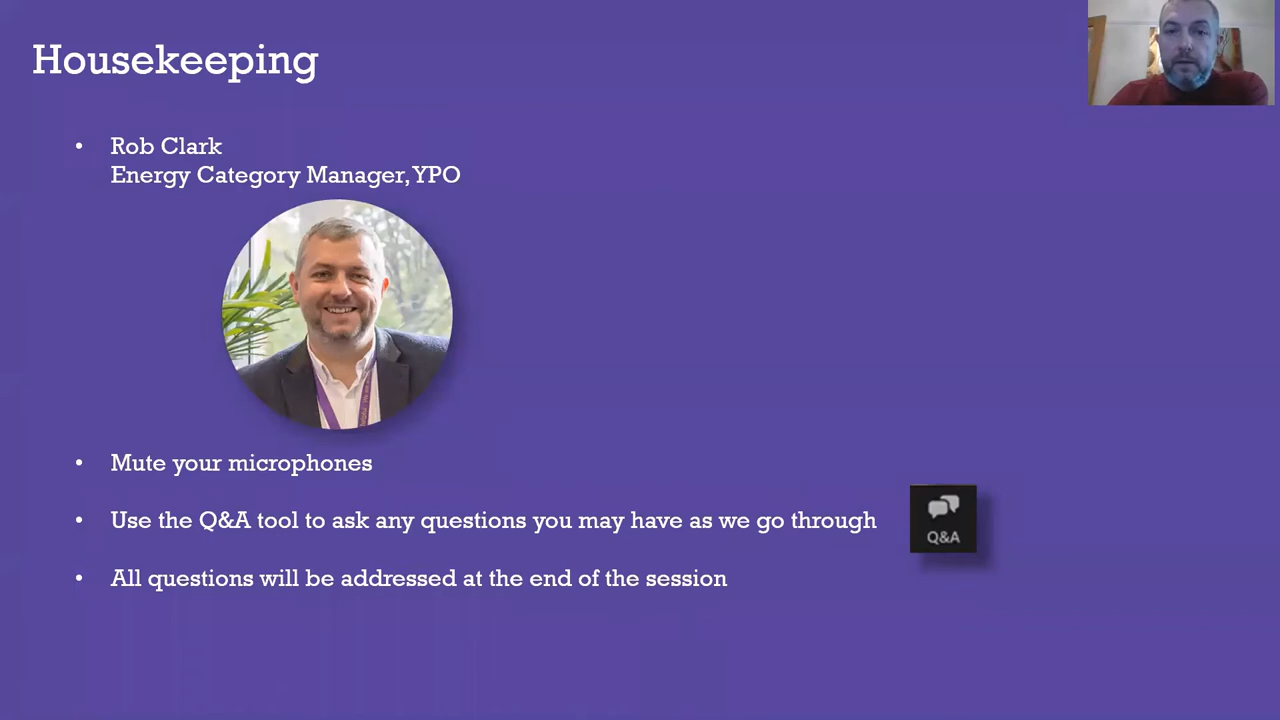 Housekeeping
• Rob Clark
Energy Category Manager, YPO
• Mute your microphones
• Use the Q&A tool to ask any questions you may have as we go through
Q&A
• All questions will be addressed at the end of the session